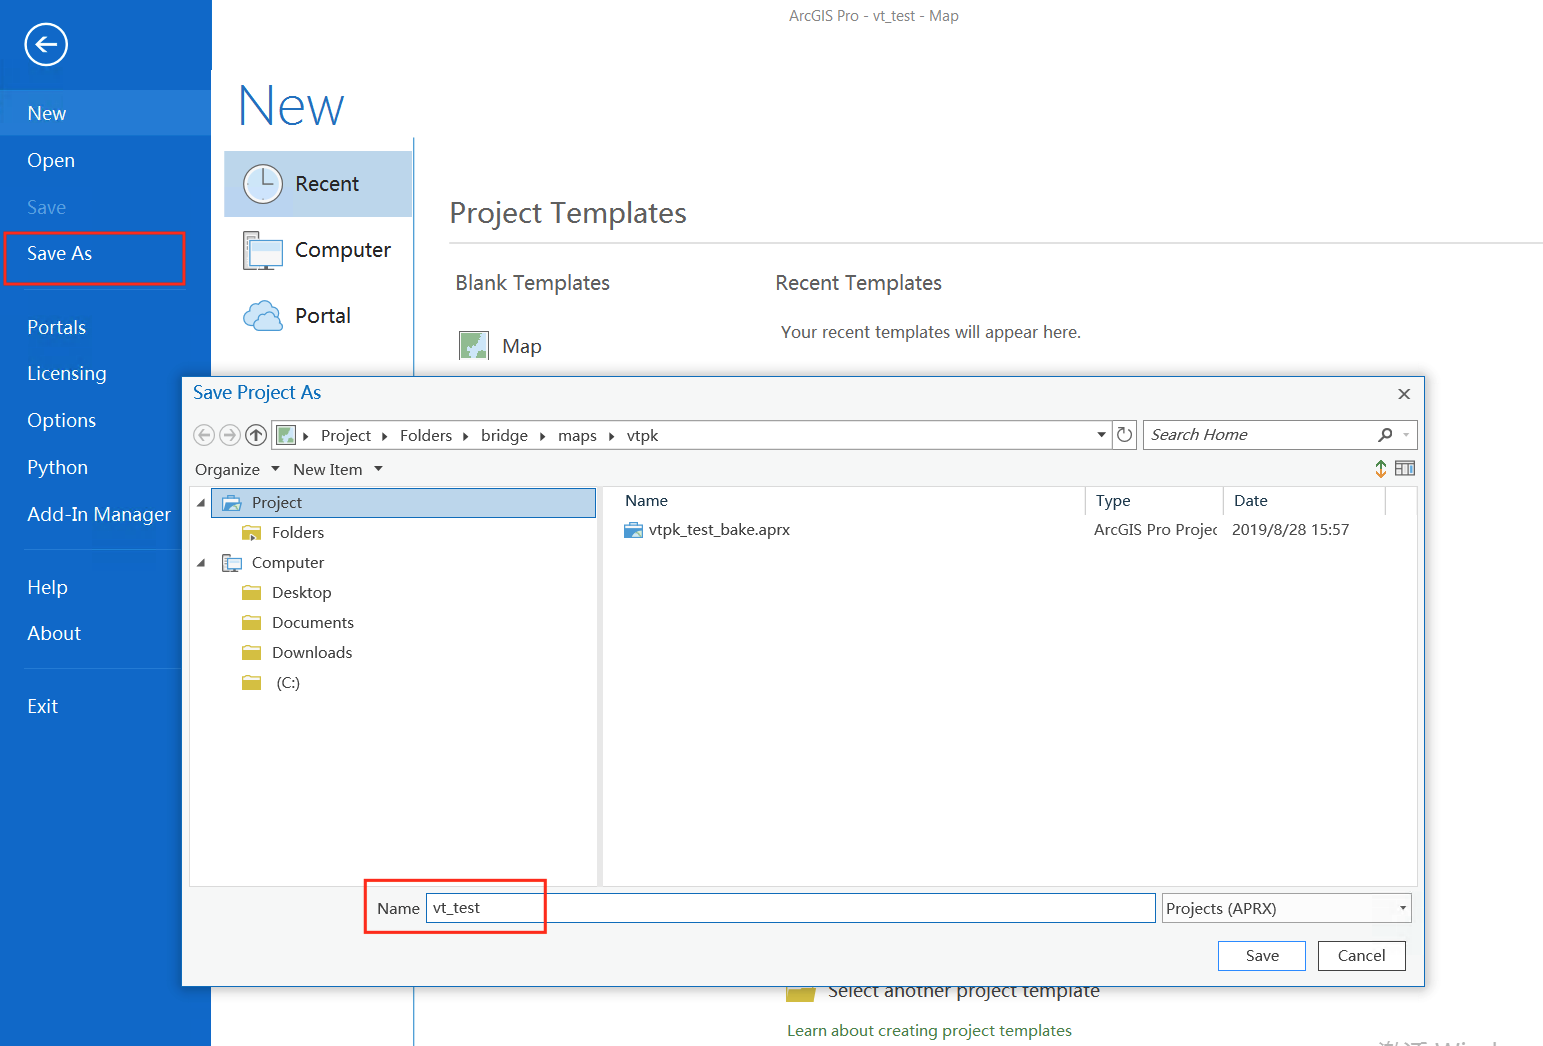 ArcGIS Pro - vt_test - Map
New
Open
Save
Save As
Portals
Licensing
Options
Python
Add-In Manager
Help
About
Exit
New
Recent
Computer
Portal
Project Templates
Blank Templates
Recent Templates
Your recent templates will appear here.
Map
Save Project As
Project Folders bridge maps vtpk
Search Home
Organize New Item
Project
Folders
Computer
Desktop
Documents
Downloads
(C:)
Name Type Date
vtpk_test_bake.aprx ArcGIS Pro Projec 2019/8/28 15:57
Name vt_test Projects (APRX)
Save Cancel
Select another project template
Learn about creating project templates